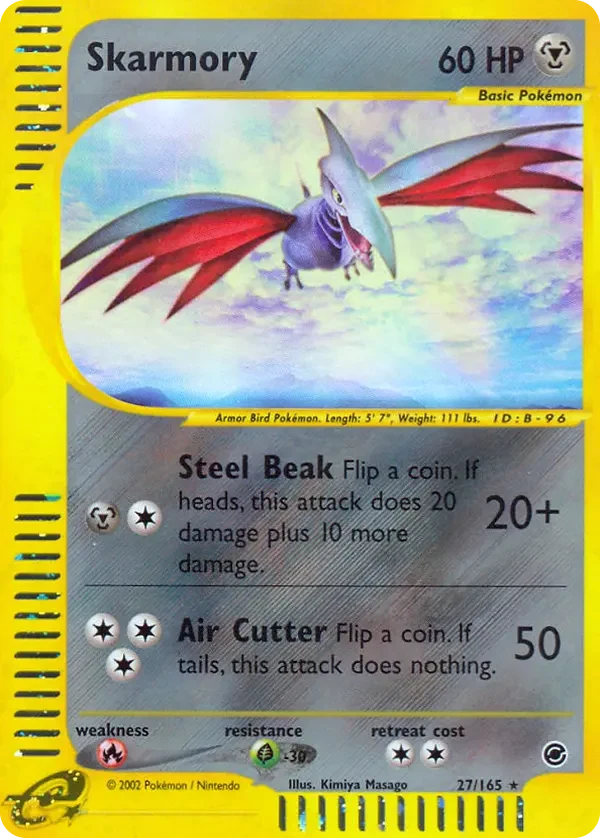 Skarmory 60 HP
Basic Pokémon
Armor Bird Pokémon. Length: 5' 7", Weight: 111 lbs. ID:B-96
Steel Beak Flip a coin. If
heads, this attack does 20
damage plus 10 more
damage.
20+
Air Cutter Flip a coin. If
tails, this attack does nothing.
50
weakness resistance retreat cost
-30
© 2002 Pokémon / Nintendo Illus. Kimiya Masago 27/165 ★